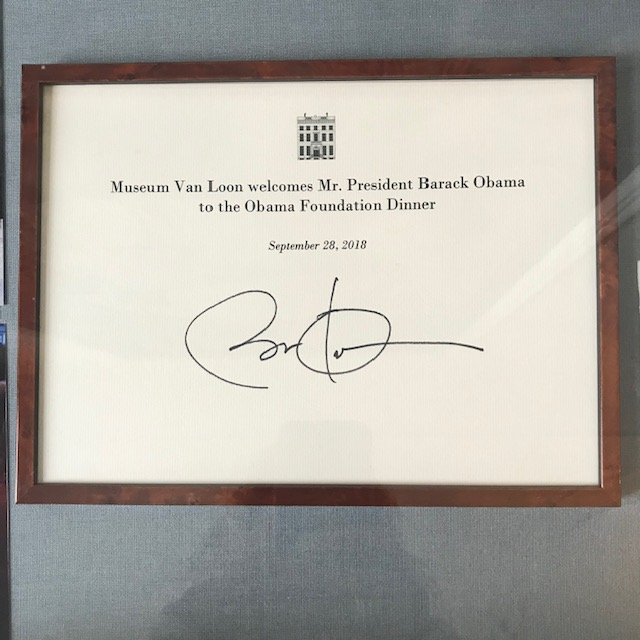 Museum Van Loon welcomes Mr. President Barack Obama
to the Obama Foundation Dinner
September 28, 2018